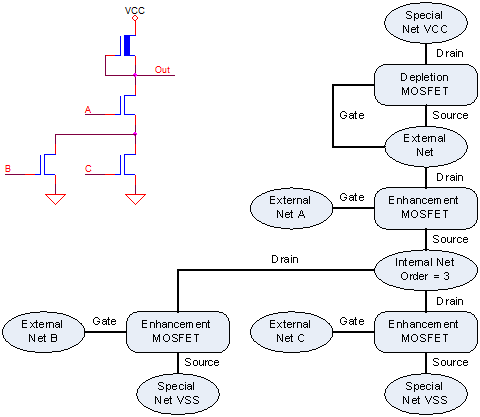 VCC
Out
A
B
C
Special
Net VCC
Drain
Depletion
MOSFET
Gate
Source
External
Net
Drain
External
Net A
Gate
Enhancement
MOSFET
Source
Drain
Internal Net
Order = 3
Drain
External
Net B
Gate
Enhancement
MOSFET
External
Net C
Gate
Enhancement
MOSFET
Source
Source
Special
Net VSS
Special
Net VSS